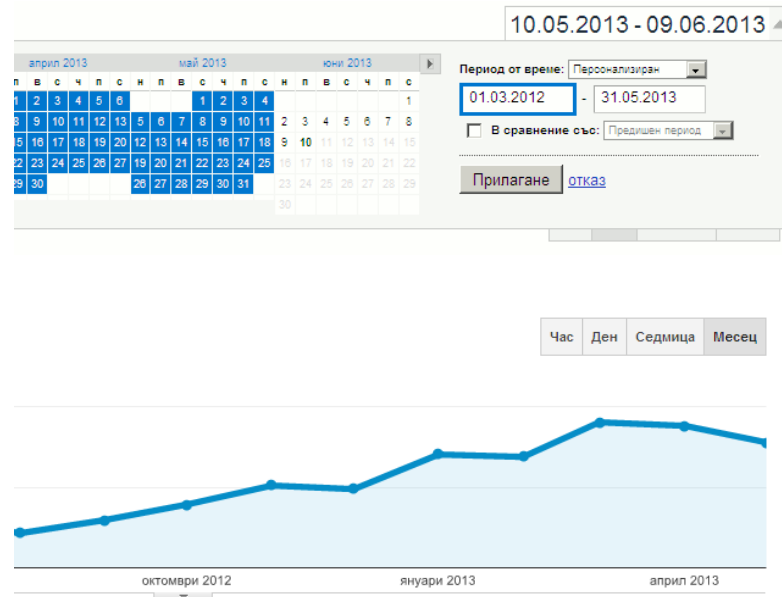 10.05.2013 - 09.06.2013
април 2013 май 2013 юни 2013
п в с ч п с н п в с ч п с н п в с ч п с
1 2 3 4 5 6 1 2 3 4 1
8 9 10 11 12 13 5 6 7 8 9 10 11 2 3 4 5 6 7 8
15 16 17 18 19 20 12 13 14 15 16 17 18 9 10 11 12 13 14 15
22 23 24 25 26 27 19 20 21 22 23 24 25 16 17 18 19 20 21 22
29 30 26 27 28 29 30 31 23 24 25 26 27 28 29
30
Период от време: Персонализиран
01.03.2012 - 31.05.2013
В сравнение със: Предишен период
Прилагане отказ
Час Ден Седмица Месец
октомври 2012 януари 2013 април 2013